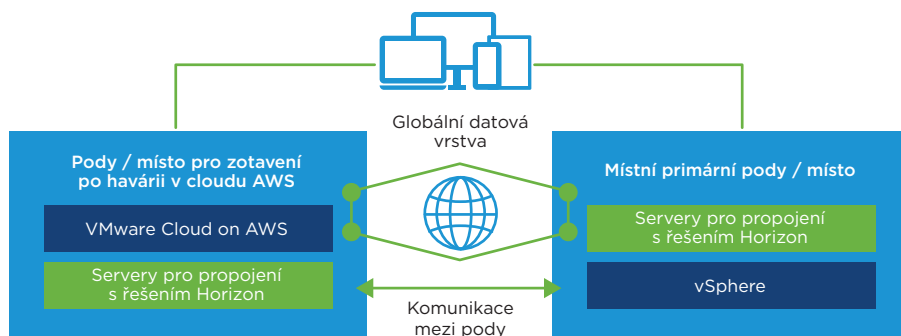 Globální datová
vrstva
Pody / místo pro zotavení
po havárii v cloudu AWS
VMware Cloud on AWS
Servery pro propojení
s řešením Horizon
Místní primární pody / místo
Servery pro propojení
s řešením Horizon
vSphere
Komunikace
mezi pody